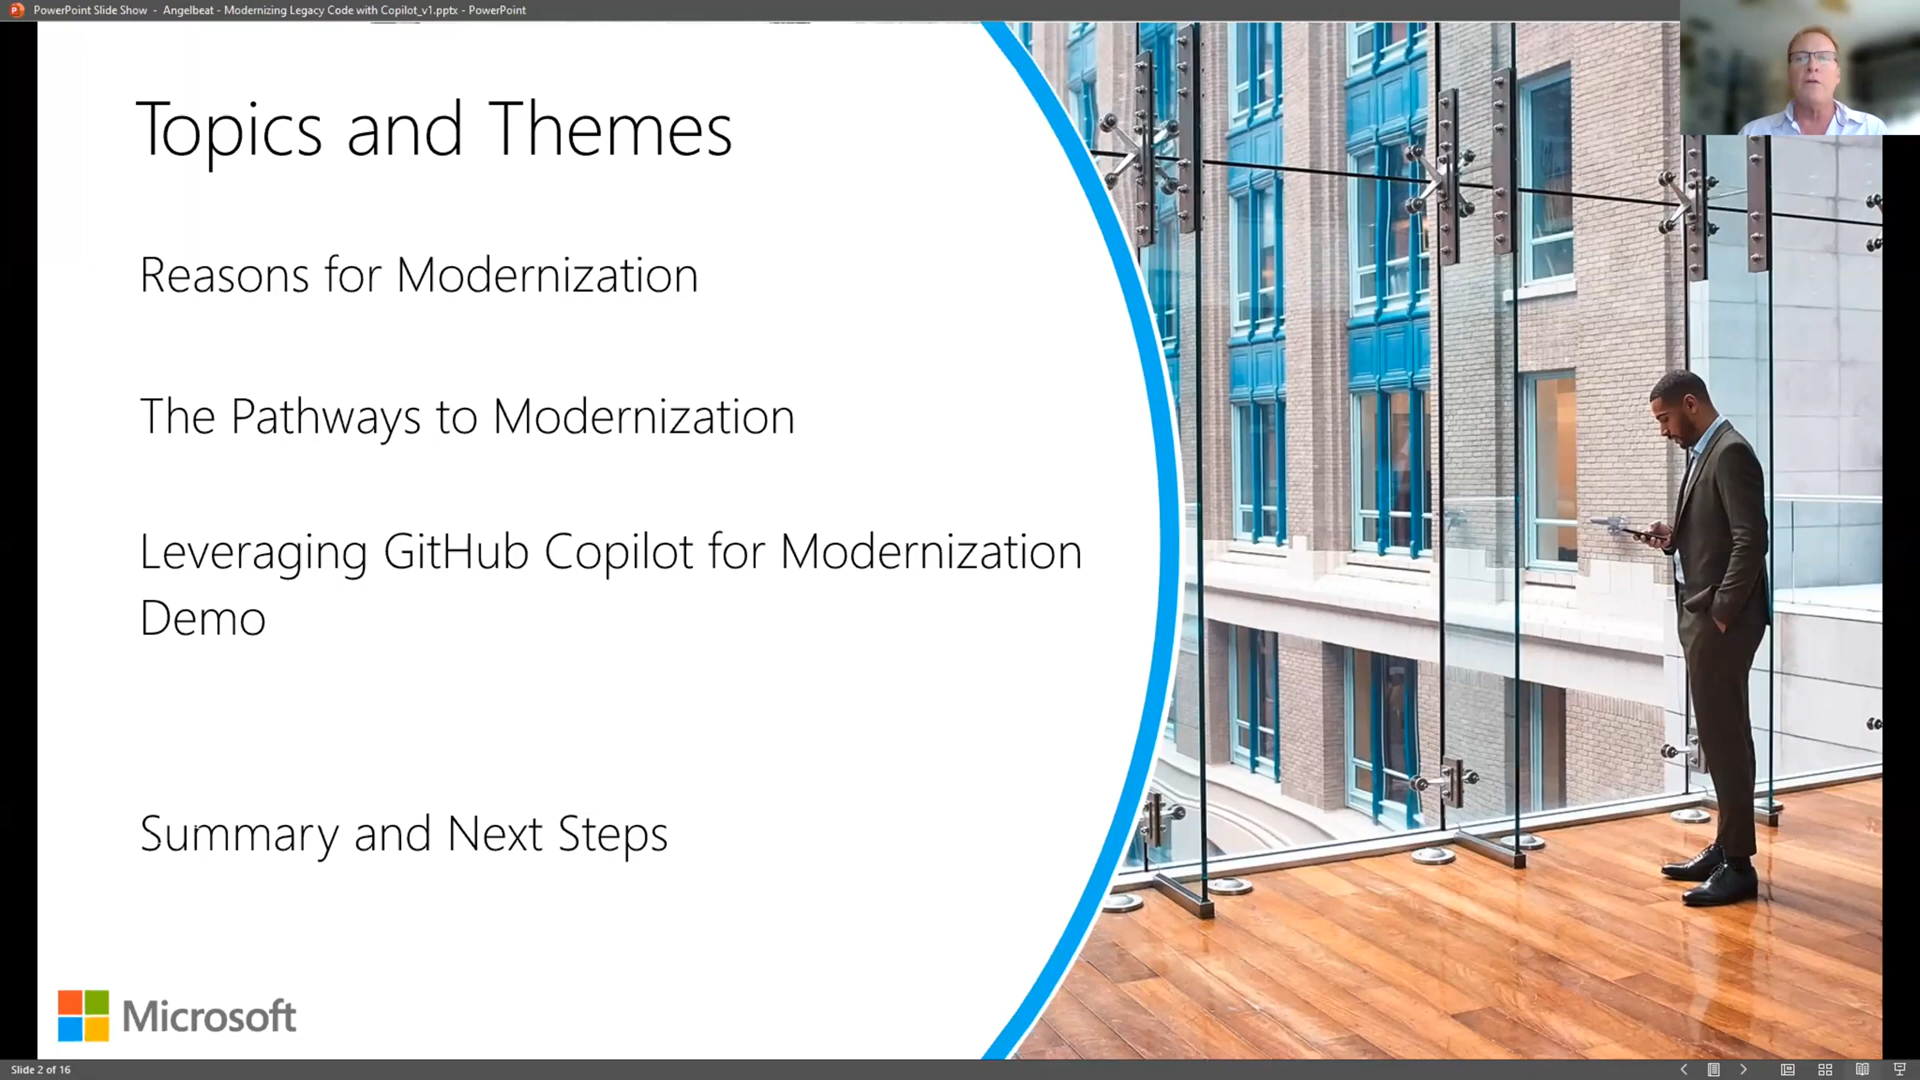 PowerPoint Slide Show - Angelbeat - Modernizing Legacy Code with Copilot_v1.pptx - PowerPoint
Topics and Themes
Reasons for Modernization
The Pathways to Modernization
Leveraging GitHub Copilot for Modernization
Demo
Summary and Next Steps
Microsoft
Slide 2 of 16